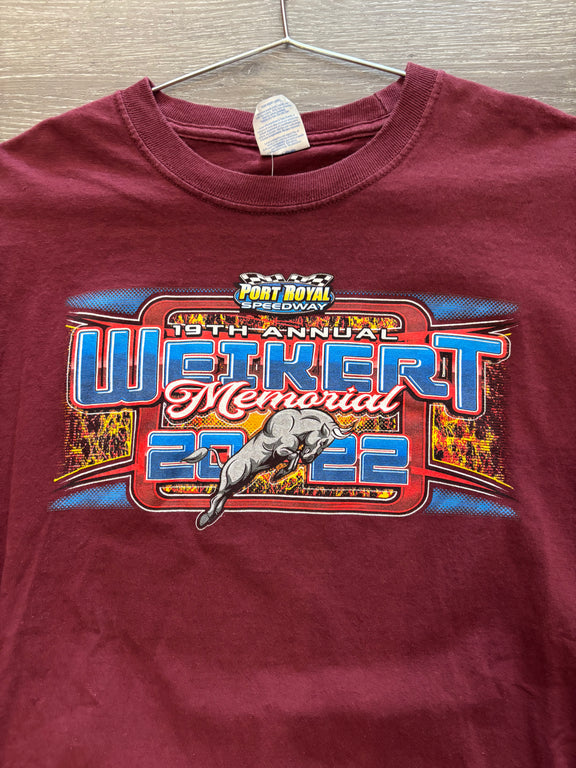 PORT ROYAL
SPEEDWAY
19TH ANNUAL
WEIKERT
Memorial
2022